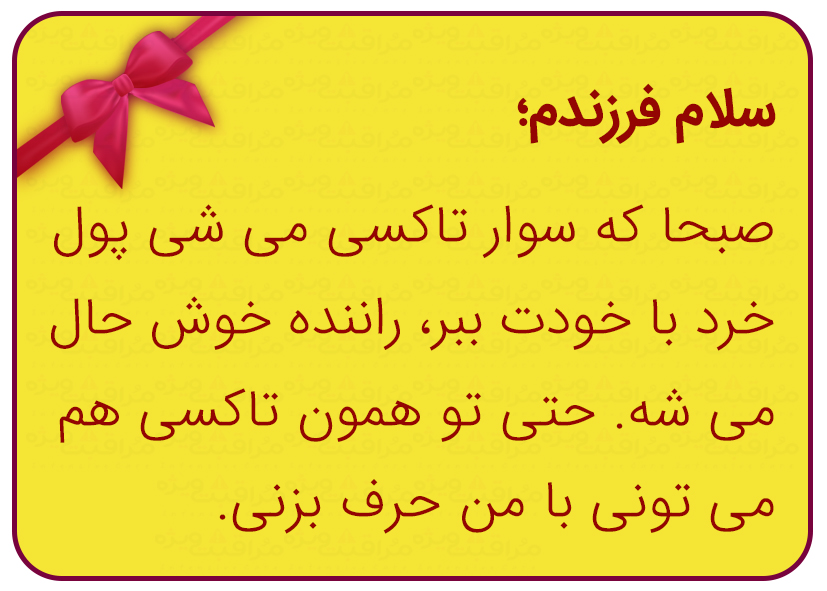 سلام فرزندم؛
صبحا که سوار تاکسی می شی پول
خرد با خودت ببر، راننده خوش حال
می شه. حتی تو همون تاکسی هم
می تونی با من حرف بزنی.